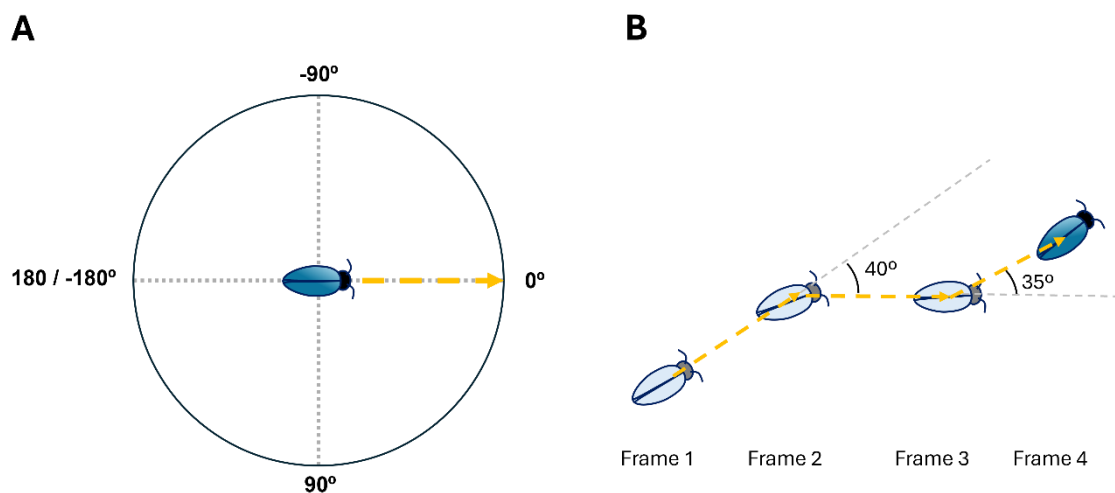 A
B
-90º
180 / -180º
0º
90º
40º
35º
Frame 1
Frame 2
Frame 3
Frame 4